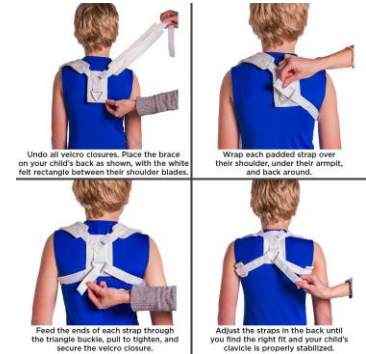 Undo all velcro closures. Place the brace
on your child's back as shown, with the white
felt rectangle between their shoulder blades.
Wrap each padded strap over
their shoulder, under their armpit,
and back around.
Feed the ends of each strap through
the triangle buckle, pull to tighten, and
secure the velcro closure.
Adjust the straps in the back until
you find the right fit and your child's
clavicle is properly stabilized.